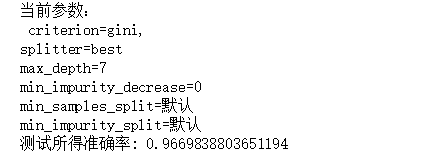 当前参数:
criterion=gini,
splitter=best
max_depth=7
min_impurity_decrease=0
min_samples_split=默认
min_impurity_split=默认
测试所得准确率: 0.9669838803651194